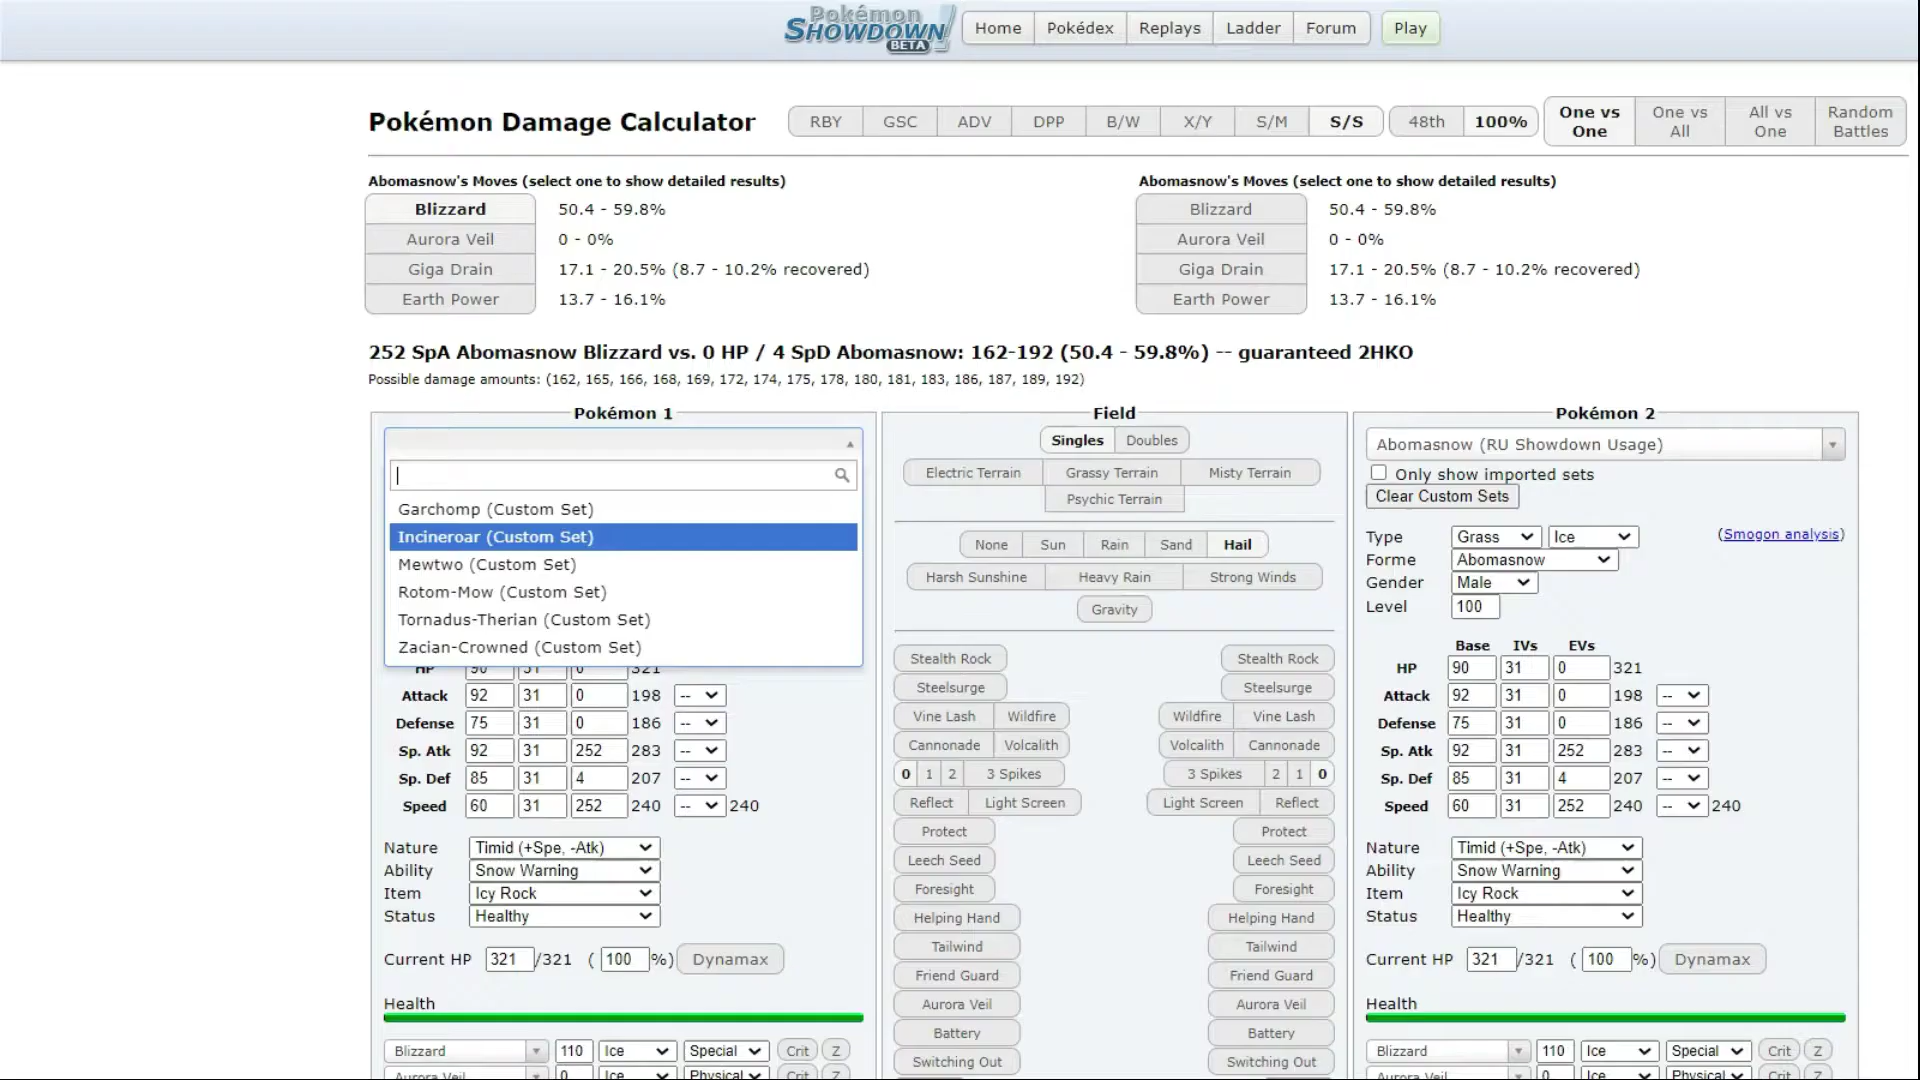 Pokémon SHOWDOWN! BETA
Home Pokédex Replays Ladder Forum Play
Pokémon Damage Calculator RBY GSC ADV DPP B/W X/Y S/M S/S 48th 100% One vs One One vs All All vs One Random Battles
Abomasnow's Moves (select one to show detailed results) Abomasnow's Moves (select one to show detailed results)
Blizzard 50.4 - 59.8% Blizzard 50.4 - 59.8%
Aurora Veil 0 - 0% Aurora Veil 0 - 0%
Giga Drain 17.1 - 20.5% (8.7 - 10.2% recovered) Giga Drain 17.1 - 20.5% (8.7 - 10.2% recovered)
Earth Power 13.7 - 16.1% Earth Power 13.7 - 16.1%
252 SpA Abomasnow Blizzard vs. 0 HP / 4 SpD Abomasnow: 162-192 (50.4 - 59.8%) -- guaranteed 2HKO
Possible damage amounts: (162, 165, 166, 168, 169, 172, 174, 175, 178, 180, 181, 183, 186, 187, 189, 192)
Pokémon 1
Garchomp (Custom Set)
Incineroar (Custom Set)
Mewtwo (Custom Set)
Rotom-Mow (Custom Set)
Tornadus-Therian (Custom Set)
Zacian-Crowned (Custom Set)
HP 90 31 0 321
Attack 92 31 0 198 --
Defense 75 31 0 186 --
Sp. Atk 92 31 252 283 --
Sp. Def 85 31 4 207 --
Speed 60 31 252 240 -- 240
Nature Timid (+Spe, -Atk)
Ability Snow Warning
Item Icy Rock
Status Healthy
Current HP 321 /321 ( 100 %) Dynamax
Health
Blizzard 110 Ice Special Crit Z
Aurora Veil 0 Ice Physical Crit Z
Field
Singles Doubles
Electric Terrain Grassy Terrain Misty Terrain
Psychic Terrain
None Sun Rain Sand Hail
Harsh Sunshine Heavy Rain Strong Winds
Gravity
Stealth Rock Stealth Rock
Steelsurge Steelsurge
Vine Lash Wildfire Wildfire Vine Lash
Cannonade Volcalith Volcalith Cannonade
0 1 2 3 Spikes 3 Spikes 2 1 0
Reflect Light Screen Light Screen Reflect
Protect Protect
Leech Seed Leech Seed
Foresight Foresight
Helping Hand Helping Hand
Tailwind Tailwind
Friend Guard Friend Guard
Aurora Veil Aurora Veil
Battery Battery
Switching Out Switching Out
Pokémon 2
Abomasnow (RU Showdown Usage)
Only show imported sets
Clear Custom Sets
Type Grass Ice (Smogon analysis)
Forme Abomasnow
Gender Male
Level 100
Base IVs EVs
HP 90 31 0 321
Attack 92 31 0 198 --
Defense 75 31 0 186 --
Sp. Atk 92 31 252 283 --
Sp. Def 85 31 4 207 --
Speed 60 31 252 240 -- 240
Nature Timid (+Spe, -Atk)
Ability Snow Warning
Item Icy Rock
Status Healthy
Current HP 321 /321 ( 100 %) Dynamax
Health
Blizzard 110 Ice Special Crit Z
Aurora Veil 0 Ice Physical Crit Z